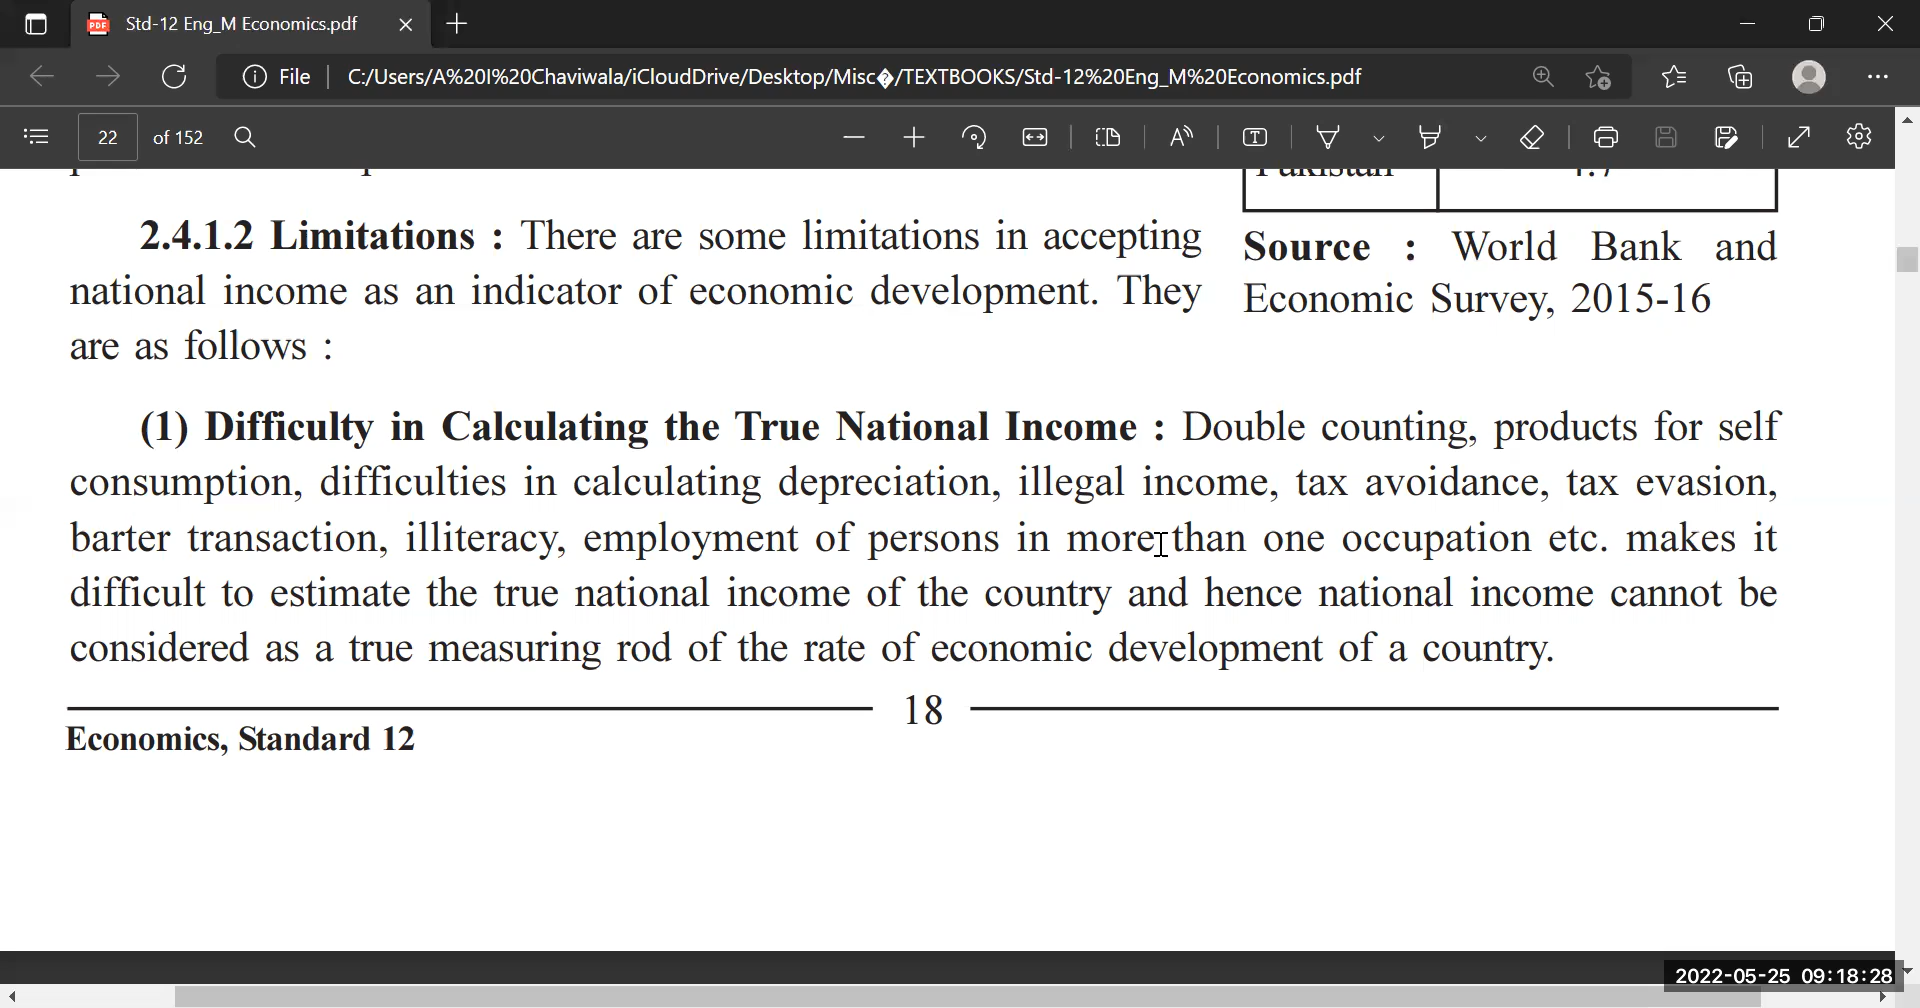 Std-12 Eng_M Economics.pdf
File
C:/Users/A%20I%20Chaviwala/iCloudDrive/Desktop/Misc�/TEXTBOOKS/Std-12%20Eng_M%20Economics.pdf
22 of 152
Pakistan 4.7
2.4.1.2 Limitations : There are some limitations in accepting
national income as an indicator of economic development. They
are as follows :
Source : World Bank and
Economic Survey, 2015-16
(1) Difficulty in Calculating the True National Income : Double counting, products for self
consumption, difficulties in calculating depreciation, illegal income, tax avoidance, tax evasion,
barter transaction, illiteracy, employment of persons in more than one occupation etc. makes it
difficult to estimate the true national income of the country and hence national income cannot be
considered as a true measuring rod of the rate of economic development of a country.
18
Economics, Standard 12
2022-05-25 09:18:28